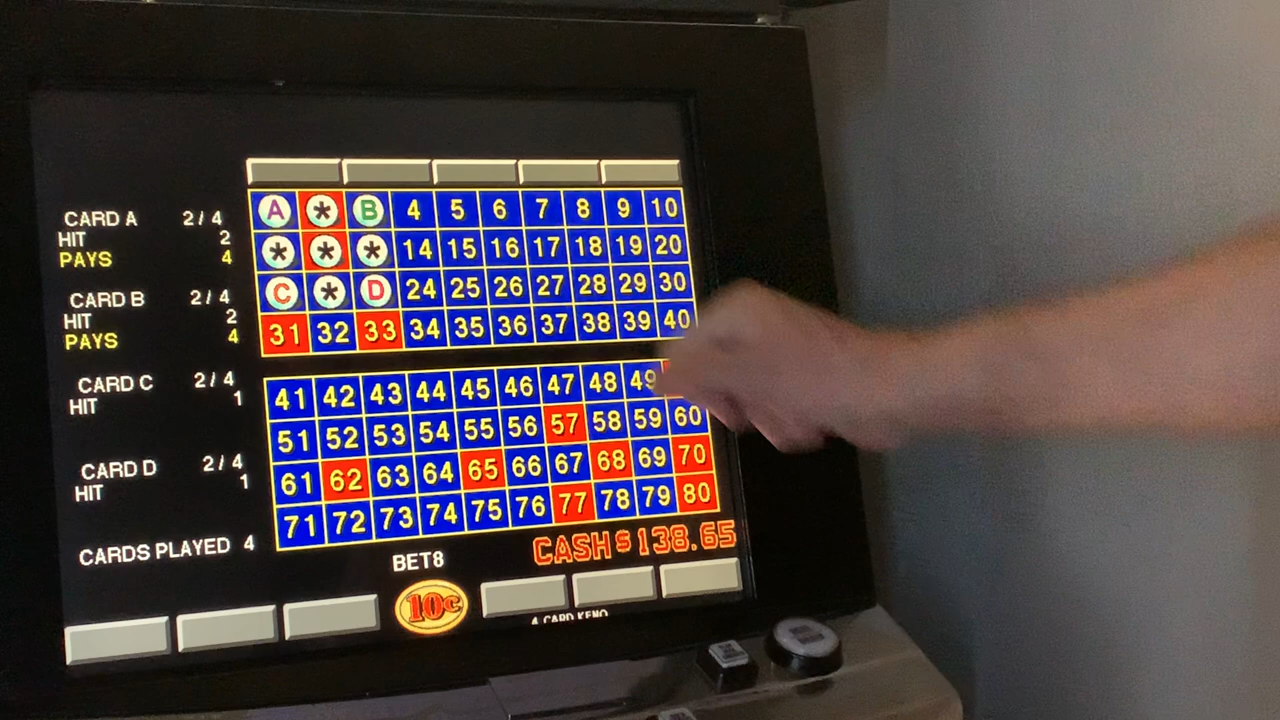 A * B 4 5 6 7 8 9 10
CARD A 2/4
HIT 2
* * * 14 15 16 17 18 19 20
PAYS 4
C * D 24 25 26 27 28 29 30
CARD B 2/4
HIT 2
31 32 33 34 35 36 37 38 39 40
PAYS 4
CARD C 2/4
HIT 1
41 42 43 44 45 46 47 48 49
51 52 53 54 55 56 57 58 59 60
CARD D 2/4
HIT 1
61 62 63 64 65 66 67 68 69 70
71 72 73 74 75 76 77 78 79 80
CARDS PLAYED 4
CASH $138.65
BET8
10¢
4 CARD KENO